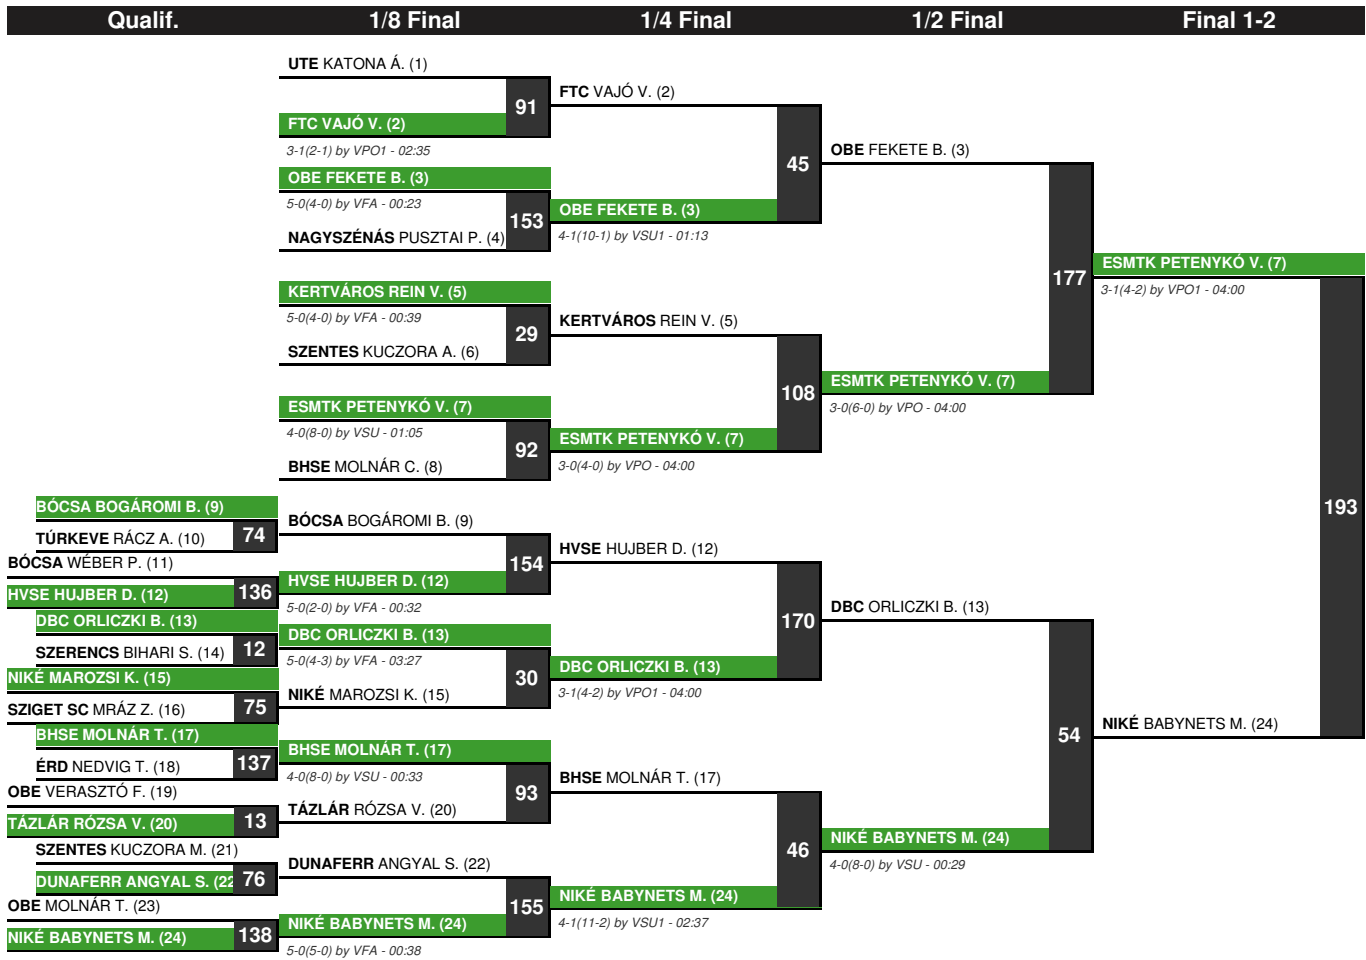 Qualif.
1/8 Final
1/4 Final
1/2 Final
Final 1-2
BÓCSA BOGÁROMI B. (9)
TÚRKEVE RÁCZ A. (10)
74
BÓCSA WÉBER P. (11)
HVSE HUJBER D. (12)
136
DBC ORLICZKI B. (13)
SZERENCS BIHARI S. (14)
12
NIKÉ MAROZSI K. (15)
SZIGET SC MRÁZ Z. (16)
75
BHSE MOLNÁR T. (17)
ÉRD NEDVIG T. (18)
137
OBE VERASZTÓ F. (19)
TÁZLÁR RÓZSA V. (20)
13
SZENTES KUCZORA M. (21)
DUNAFERR ANGYAL S. (22
76
OBE MOLNÁR T. (23)
NIKÉ BABYNETS M. (24)
138
UTE KATONA Á. (1)
91
FTC VAJÓ V. (2)
3-1(2-1) by VPO1 - 02:35
OBE FEKETE B. (3)
5-0(4-0) by VFA - 00:23
153
NAGYSZÉNÁS PUSZTAI P. (4)
KERTVÁROS REIN V. (5)
5-0(4-0) by VFA - 00:39
29
SZENTES KUCZORA A. (6)
ESMTK PETENYKÓ V. (7)
4-0(8-0) by VSU - 01:05
92
BHSE MOLNÁR C. (8)
BÓCSA BOGÁROMI B. (9)
154
HVSE HUJBER D. (12)
5-0(2-0) by VFA - 00:32
DBC ORLICZKI B. (13)
5-0(4-3) by VFA - 03:27
30
NIKÉ MAROZSI K. (15)
BHSE MOLNÁR T. (17)
4-0(8-0) by VSU - 00:33
93
TÁZLÁR RÓZSA V. (20)
DUNAFERR ANGYAL S. (22)
155
NIKÉ BABYNETS M. (24)
5-0(5-0) by VFA - 00:38
FTC VAJÓ V. (2)
45
OBE FEKETE B. (3)
4-1(10-1) by VSU1 - 01:13
KERTVÁROS REIN V. (5)
108
ESMTK PETENYKÓ V. (7)
3-0(4-0) by VPO - 04:00
HVSE HUJBER D. (12)
170
DBC ORLICZKI B. (13)
3-1(4-2) by VPO1 - 04:00
BHSE MOLNÁR T. (17)
46
NIKÉ BABYNETS M. (24)
4-1(11-2) by VSU1 - 02:37
OBE FEKETE B. (3)
177
ESMTK PETENYKÓ V. (7)
3-0(6-0) by VPO - 04:00
DBC ORLICZKI B. (13)
54
NIKÉ BABYNETS M. (24)
4-0(8-0) by VSU - 00:29
ESMTK PETENYKÓ V. (7)
3-1(4-2) by VPO1 - 04:00
193
NIKÉ BABYNETS M. (24)